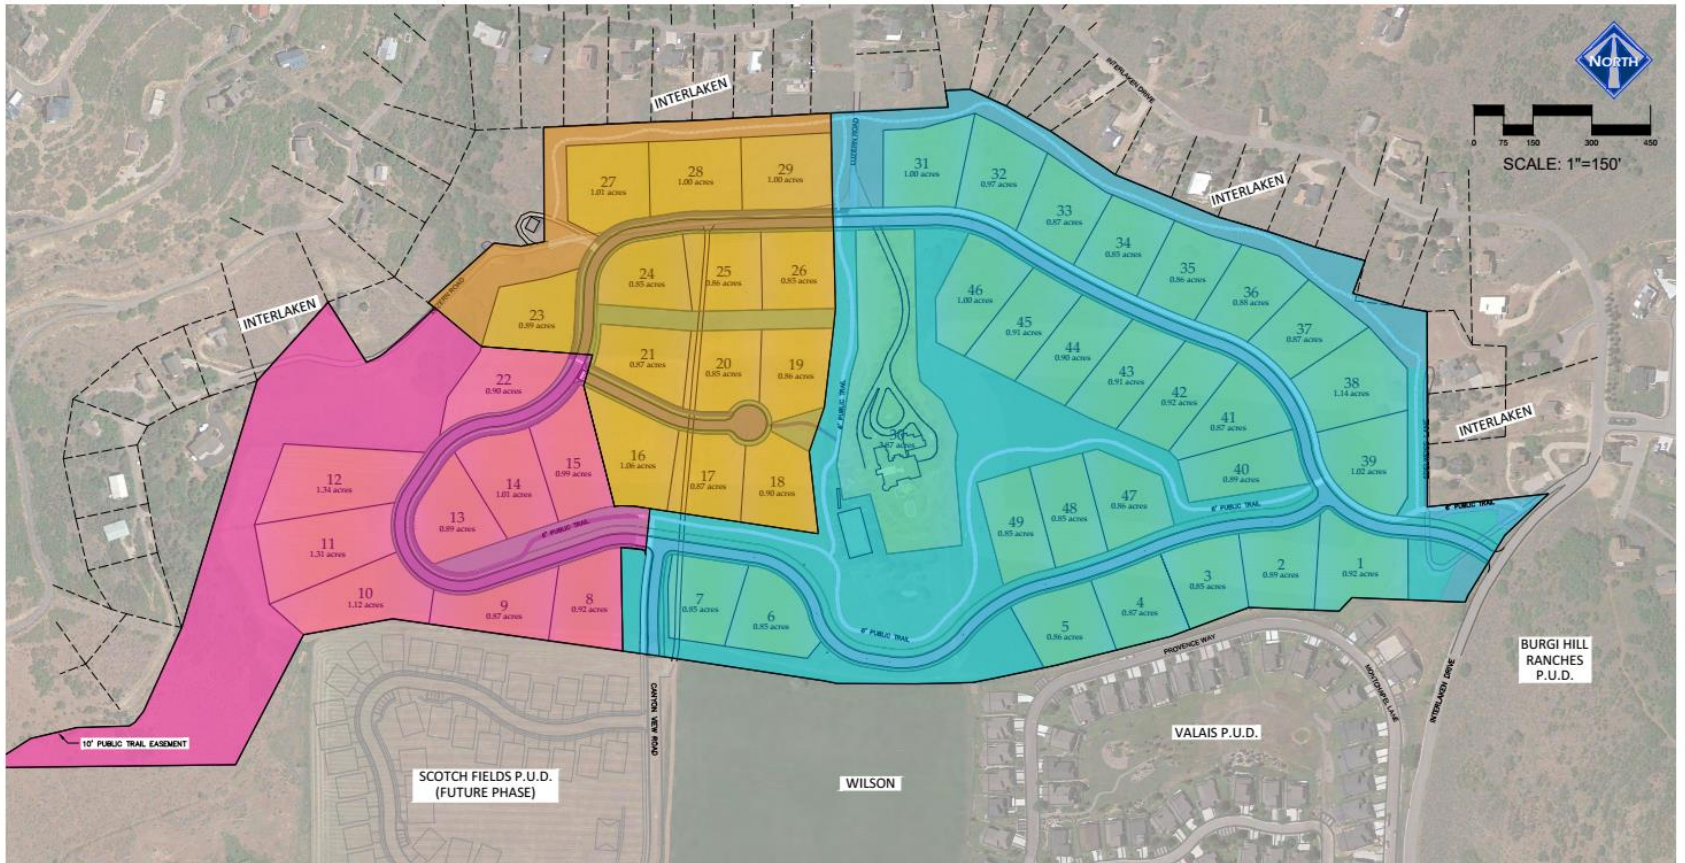 INTERLAKEN
INTERLAKEN DRIVE
NORTH
0 75 150 300 450
SCALE: 1"=150'
INTERLAKEN
INTERLAKEN
INTERLAKEN
27
1.01 acres
28
1.00 acres
29
1.00 acres
31
1.00 acres
32
0.97 acres
33
0.87 acres
34
0.85 acres
35
0.86 acres
36
0.88 acres
37
0.87 acres
38
1.14 acres
39
1.02 acres
24
0.85 acres
25
0.86 acres
26
0.85 acres
23
0.89 acres
21
0.87 acres
20
0.85 acres
19
0.86 acres
22
0.90 acres
46
1.00 acres
45
0.91 acres
44
0.90 acres
43
0.91 acres
42
0.92 acres
41
0.87 acres
40
0.89 acres
6' PUBLIC TRAIL
16
1.06 acres
17
0.87 acres
18
0.90 acres
12
1.34 acres
13
0.89 acres
14
1.01 acres
15
0.99 acres
11
1.31 acres
10
1.12 acres
9
0.87 acres
8
0.92 acres
6' PUBLIC TRAIL
49
0.85 acres
48
0.85 acres
47
0.86 acres
6' PUBLIC TRAIL
6' PUBLIC TRAIL
7
6
0.85 acres
6' PUBLIC TRAIL
5
0.86 acres
4
0.87 acres
3
0.85 acres
2
0.89 acres
1
0.92 acres
PROVENCE WAY
INTERLAKEN DRIVE
BURGI HILL
RANCHES
P.U.D.
VALAIS P.U.D.
WILSON
CANYON VIEW ROAD
SCOTCH FIELDS P.U.D.
(FUTURE PHASE)
10' PUBLIC TRAIL EASEMENT